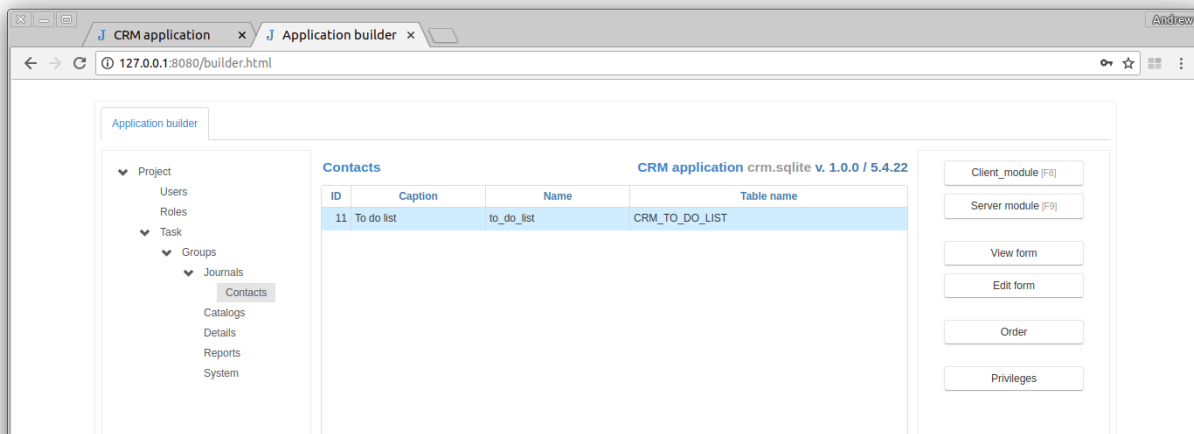 Andrew
J CRM application ×
J Application builder ×
127.0.0.1:8080/builder.html
Application builder
Project
Users
Roles
Task
Groups
Journals
Contacts
Catalogs
Details
Reports
System
Contacts
CRM application crm.sqlite v. 1.0.0 / 5.4.22
ID Caption Name Table name
11 To do list to_do_list CRM_TO_DO_LIST
Client_module [F8]
Server module [F9]
View form
Edit form
Order
Privileges